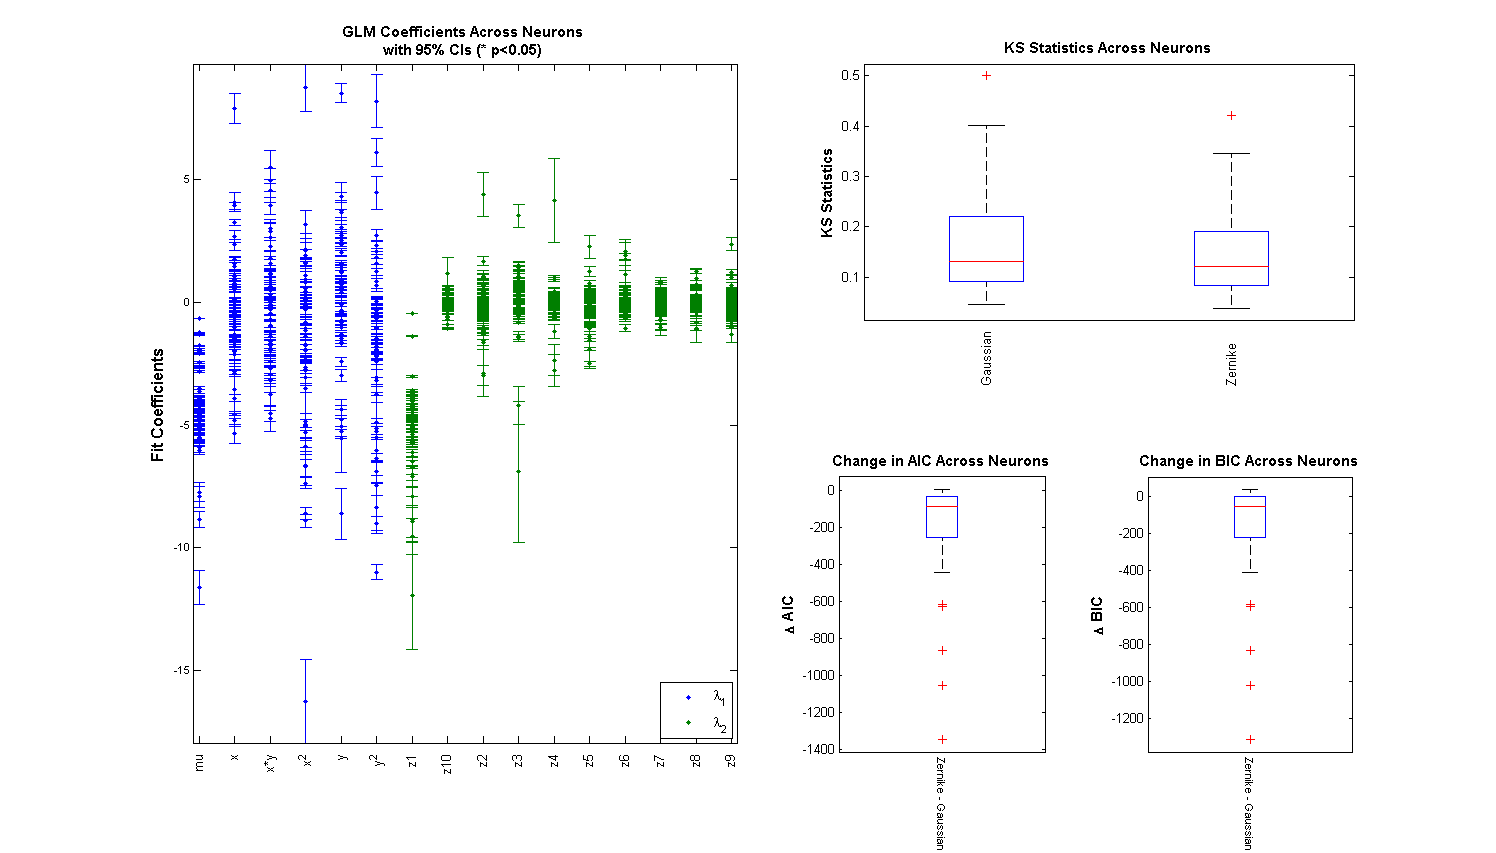 GLM Coefficients Across Neurons
with 95% CIs (* p<0.05)
Fit Coefficients
5
0
-5
-10
-15
mu
x
x*y
x2
y
y2
z1
z10
z2
z3
z4
z5
z6
z7
z8
z9
λ1
λ2
KS Statistics Across Neurons
KS Statistics
0.5
0.4
0.3
0.2
0.1
Gaussian
Zernike
Change in AIC Across Neurons
Δ AIC
0
-200
-400
-600
-800
-1000
-1200
-1400
Zernike - Gaussian
Change in BIC Across Neurons
Δ BIC
0
-200
-400
-600
-800
-1000
-1200
Zernike - Gaussian